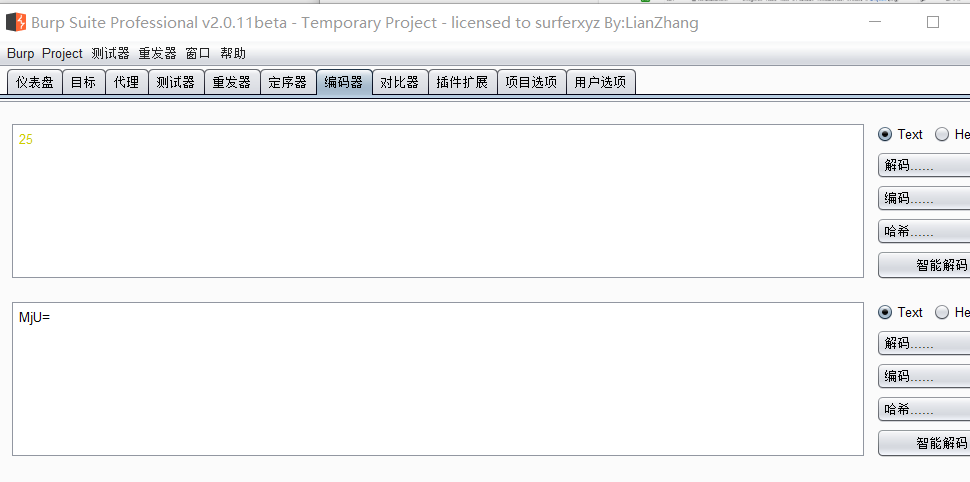 Burp Suite Professional v2.0.11beta - Temporary Project - licensed to surferxyz By:LianZhang
Burp Project 测试器 重发器 窗口 帮助
仪表盘 目标 代理 测试器 重发器 定序器 编码器 对比器 插件扩展 项目选项 用户选项
25
Text He
解码......
编码......
哈希......
智能解码
MjU=
Text He
解码......
编码......
哈希......
智能解码